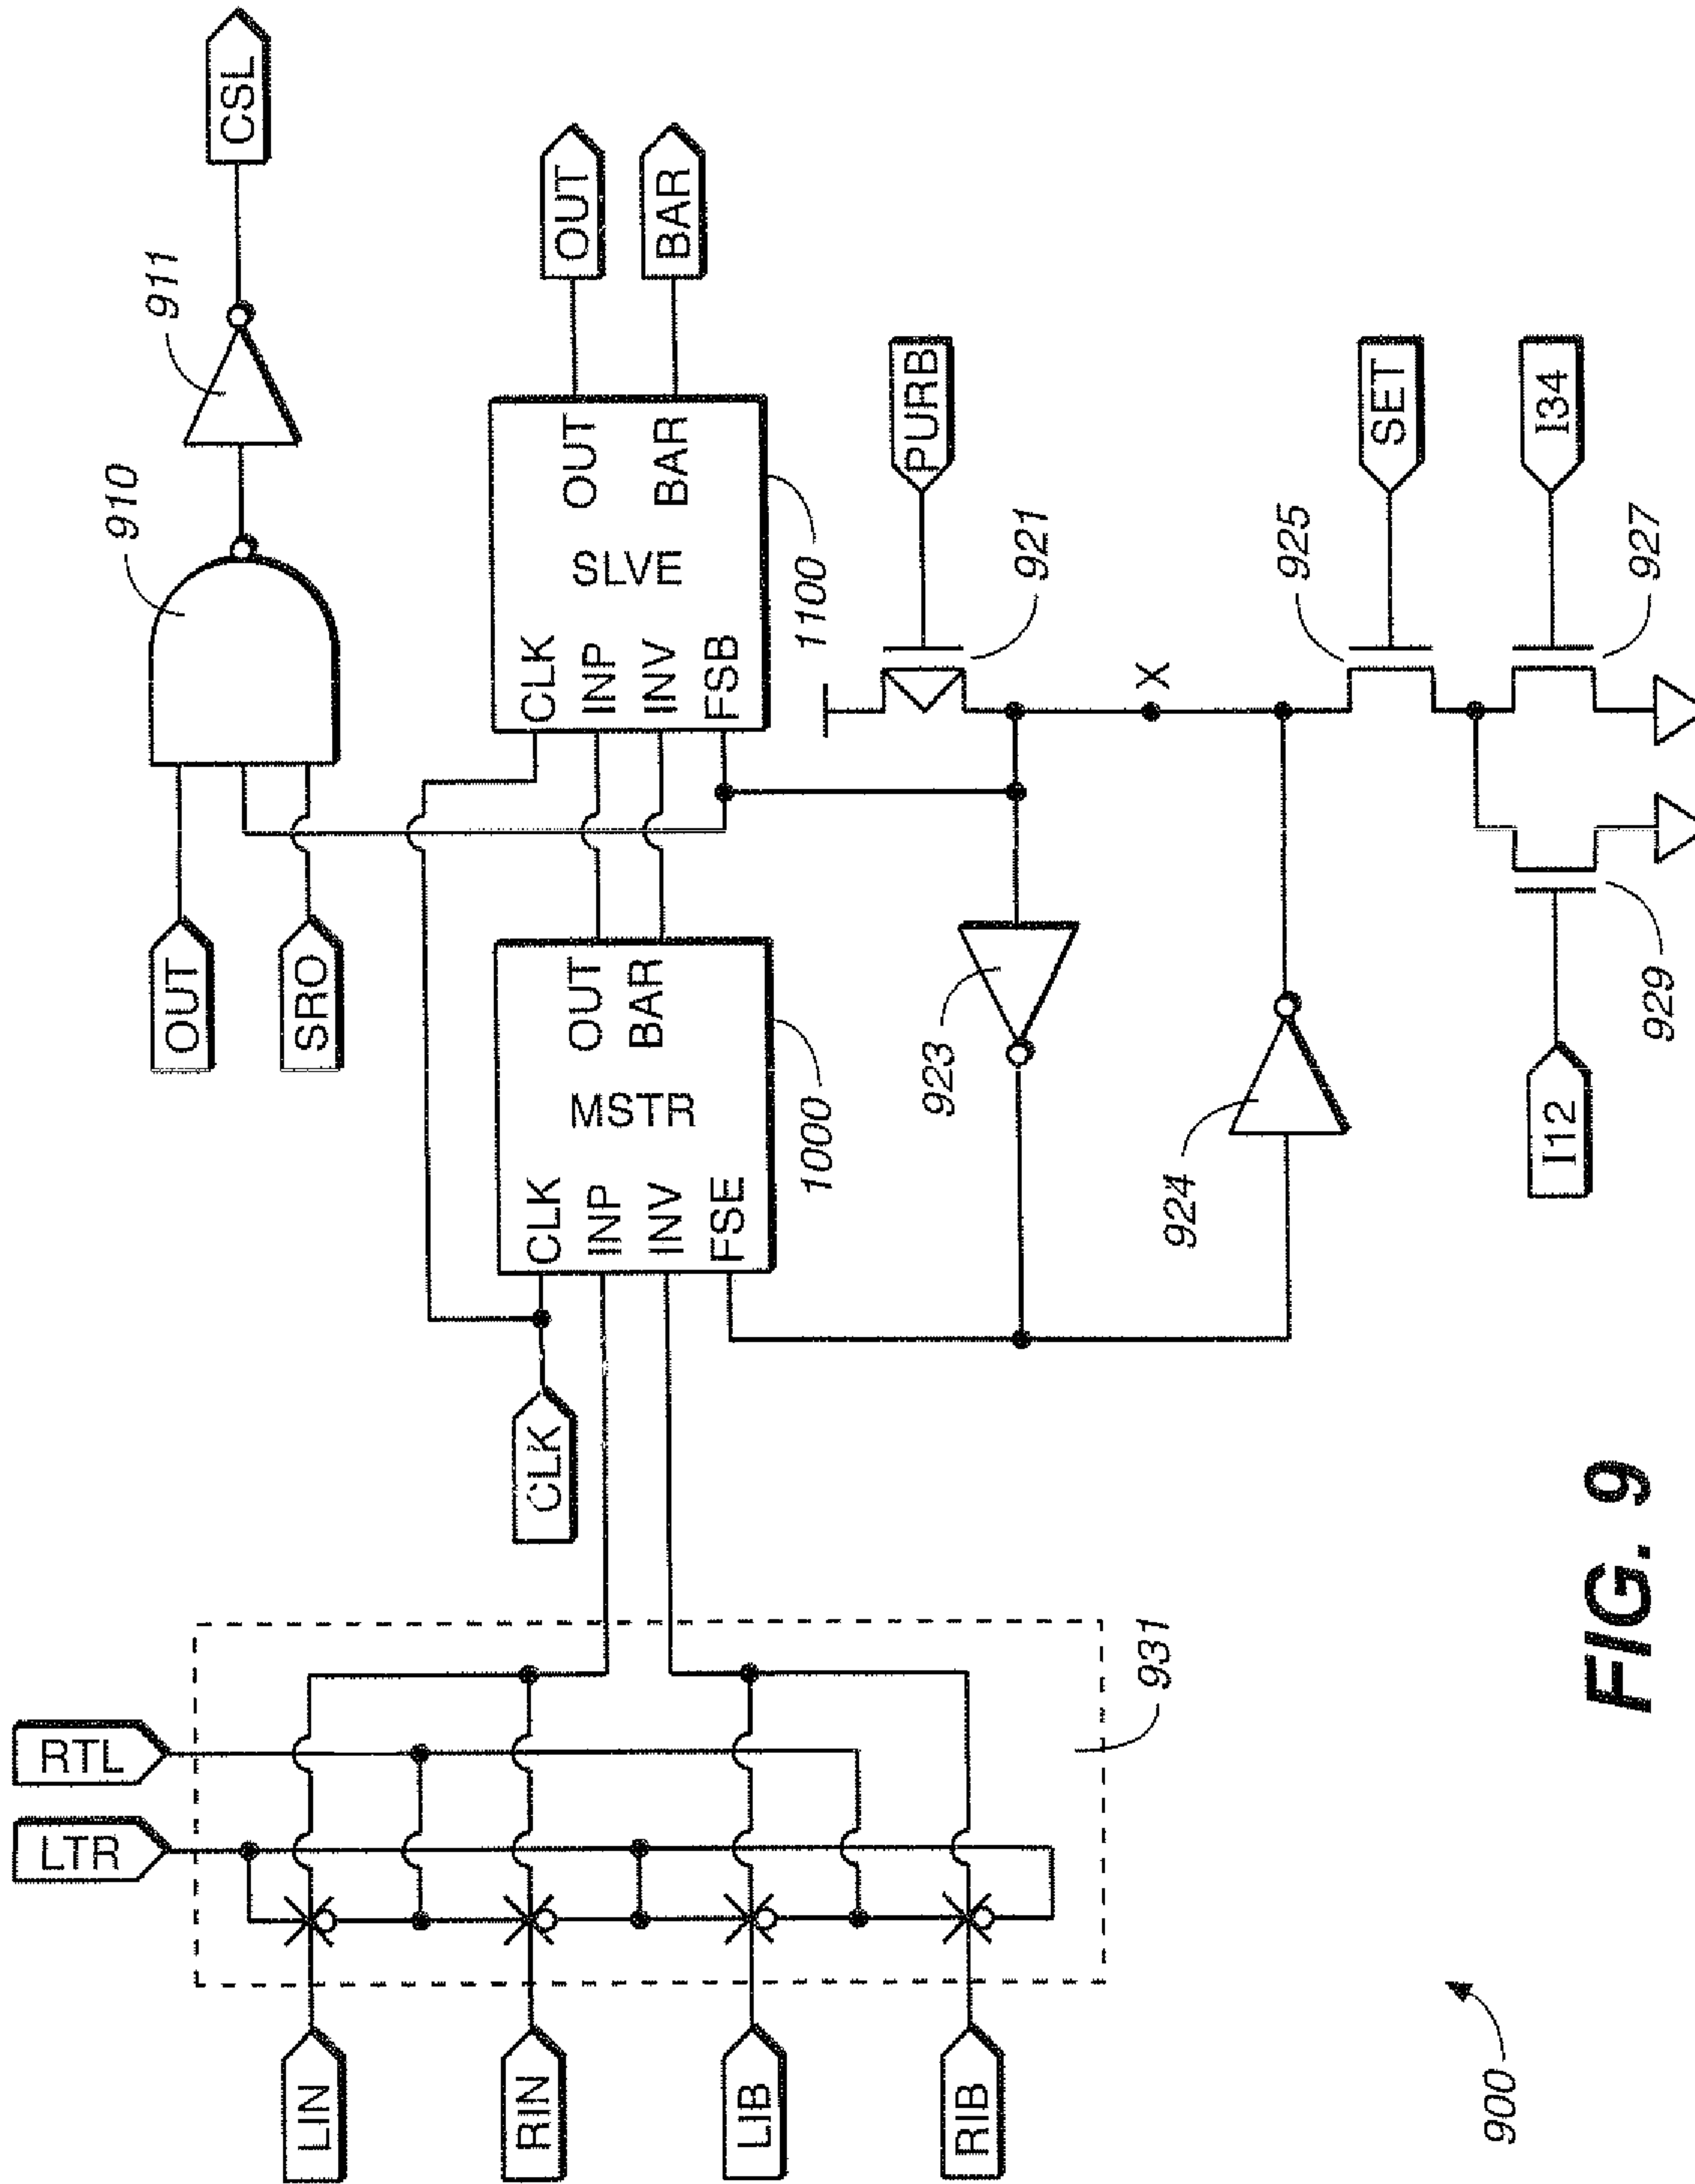 CSL
911
910
OUT
SRO
OUT
BAR
CLK
INP
INV
FSB
SLVE
OUT
BAR
1100
CLK
INP
INV
FSE
MSTR
OUT
BAR
1000
CLK
RTL
LTR
LIN
RIN
LIB
RIB
931
PURB
921
X
923
924
SET
925
I34
927
I12
929
900
FIG. 9